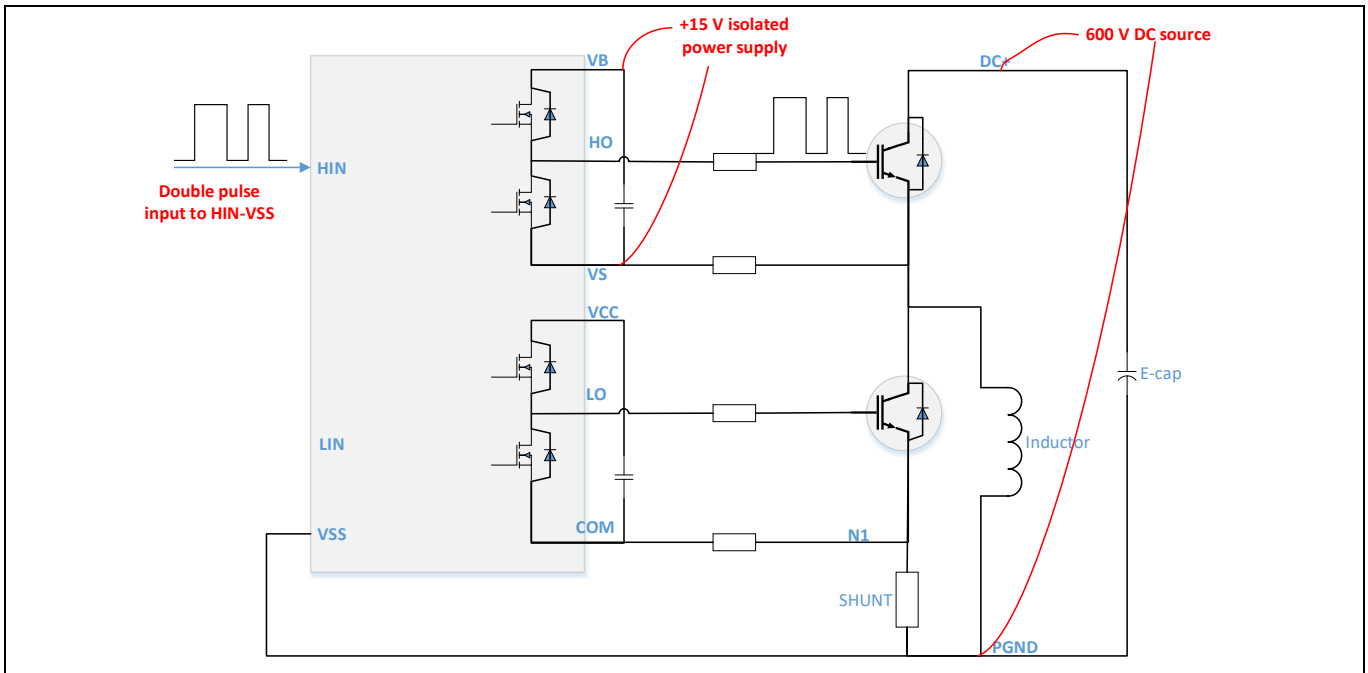 +15 V isolated
power supply
600 V DC source
VB
DC+
HO
HIN
Double pulse
input to HIN-VSS
VS
VCC
E-cap
LO
LIN
Inductor
COM
N1
VSS
SHUNT
PGND